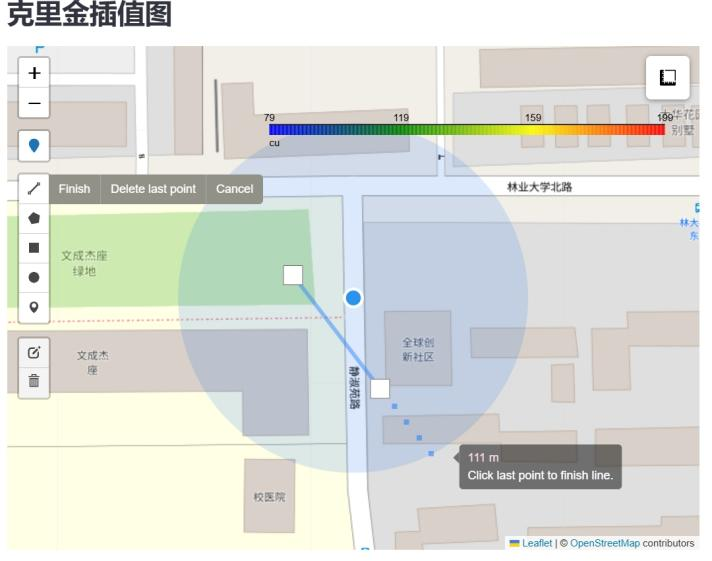 克里金插值图
P
+
79 119 159 199
cu
−
大华花园
别墅
Finish Delete last point Cancel
林业大学北路
林大
东
文成杰座
绿地
全球创
新社区
文成杰
座
静淑苑路
111 m
Click last point to finish line.
校医院
Leaflet | © OpenStreetMap contributors